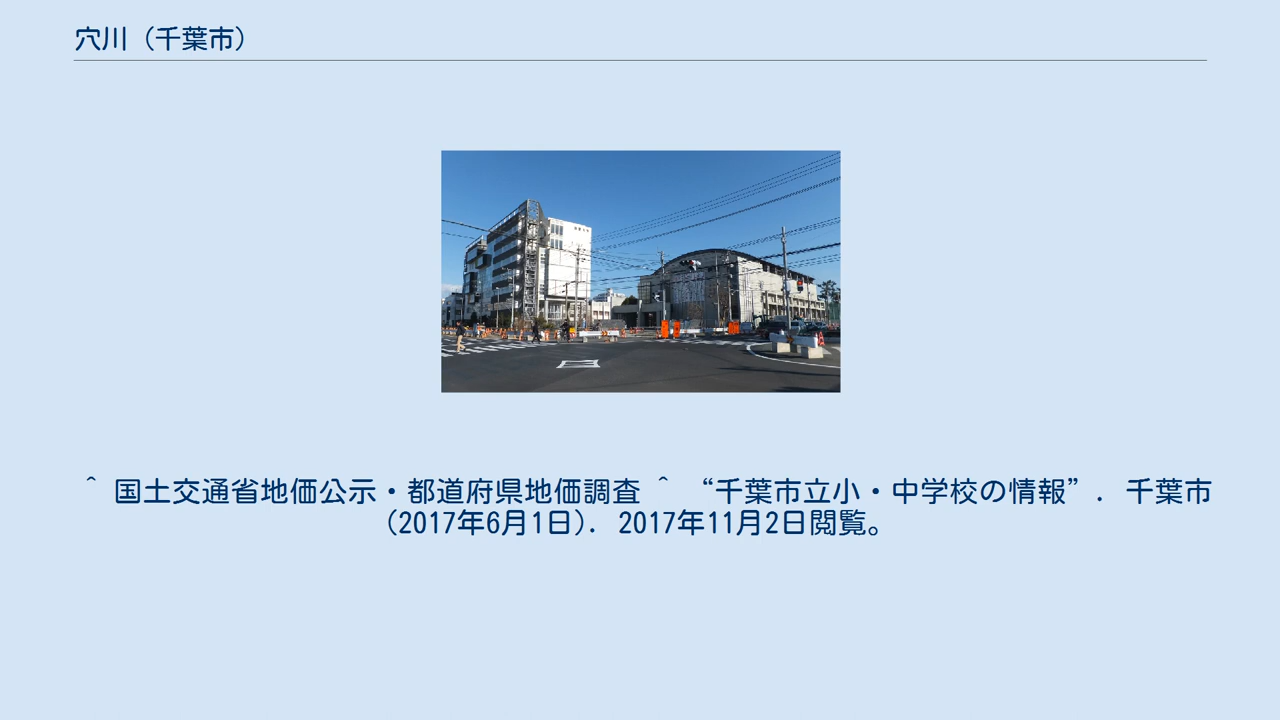 穴川（千葉市）
^ 国土交通省地価公示・都道府県地価調査 ^ “千葉市立小・中学校の情報”. 千葉市
(2017年6月1日). 2017年11月2日閲覧。